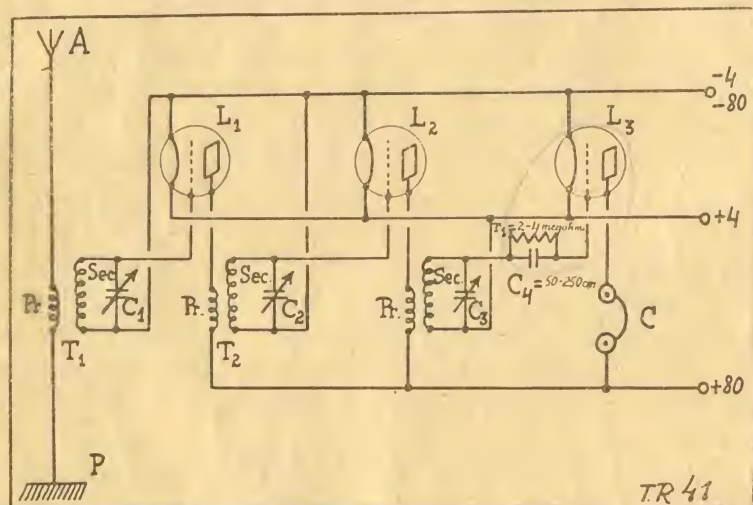 A
-4
-80
L₁
L₂
L₃
+4
r₁=2-4 megohm
Sec.
Sec.
Sec.
Pr.
C₁
Pr.
C₂
Pr.
C₃
C₄=50-250cm
C
T₁
T₂
+80
P
T.R 41